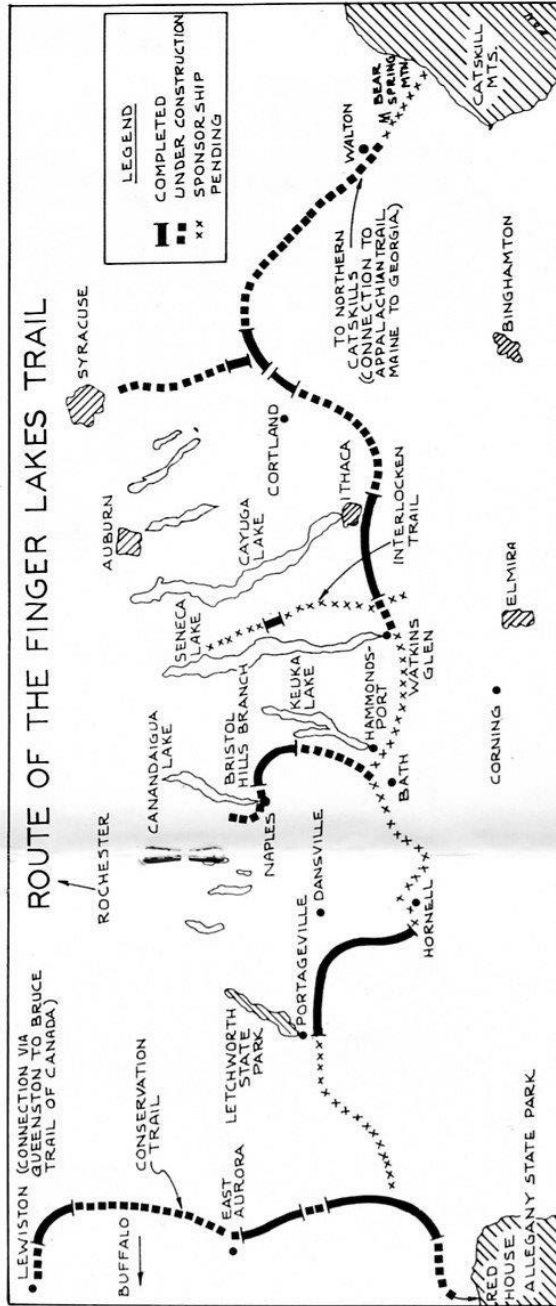 ROUTE OF THE FINGER LAKES TRAIL
LEWISTON (CONNECTION VIA
QUEENSTON TO BRUCE
TRAIL OF CANADA)
BUFFALO
CONSERVATION
TRAIL
EAST
AURORA
LETCHWORTH
STATE
PARK
PORTAGEVILLE
DANSVILLE
HORNELL
RED
HOUSE
ALLEGANY STATE PARK
ROCHESTER
CANANDAIGUA
LAKE
NAPLES
BRISTOL
HILLS BRANCH
KEUKA
LAKE
HAMMONDS-
PORT
BATH
CORNING
SENECA
LAKE
WATKINS
GLEN
CAYUGA
LAKE
INTERLOCKEN
TRAIL
ITHACA
ELMIRA
AUBURN
CORTLAND
SYRACUSE
LEGEND
COMPLETED
UNDER CONSTRUCTION
xx SPONSORSHIP
PENDING
TO NORTHERN
CATSKILLS
(CONNECTION TO
APPALACHIAN TRAIL
MAINE TO GEORGIA)
WALTON
BEAR
SPRING
MTN.
BINGHAMTON
CATSKILL
MTS.